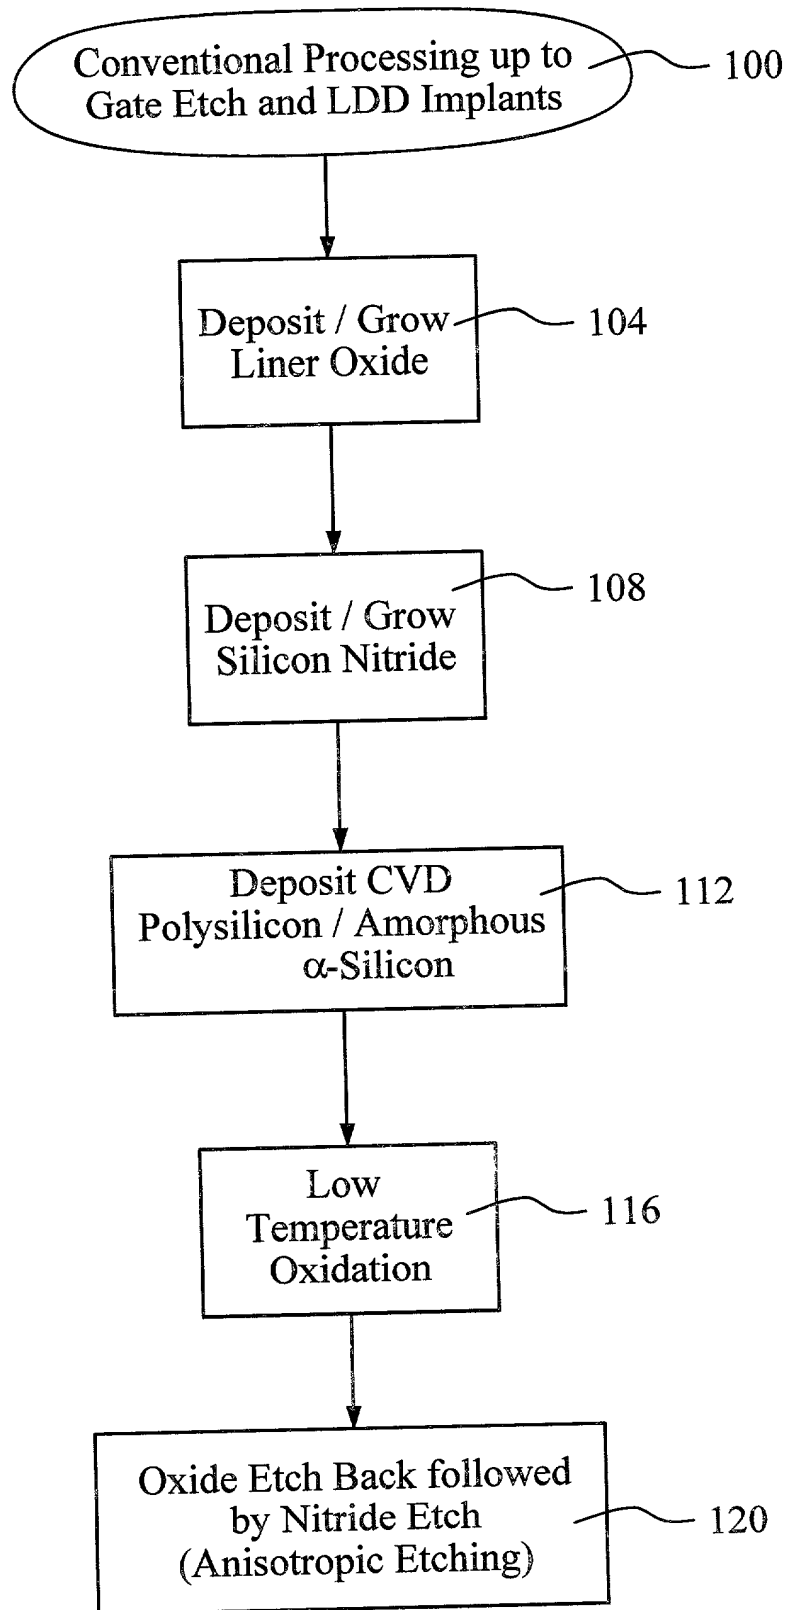 Conventional Processing up to
Gate Etch and LDD Implants
100
Deposit / Grow
Liner Oxide
104
Deposit / Grow
Silicon Nitride
108
Deposit CVD
Polysilicon / Amorphous
α-Silicon
112
Low
Temperature
Oxidation
116
Oxide Etch Back followed
by Nitride Etch
(Anisotropic Etching)
120